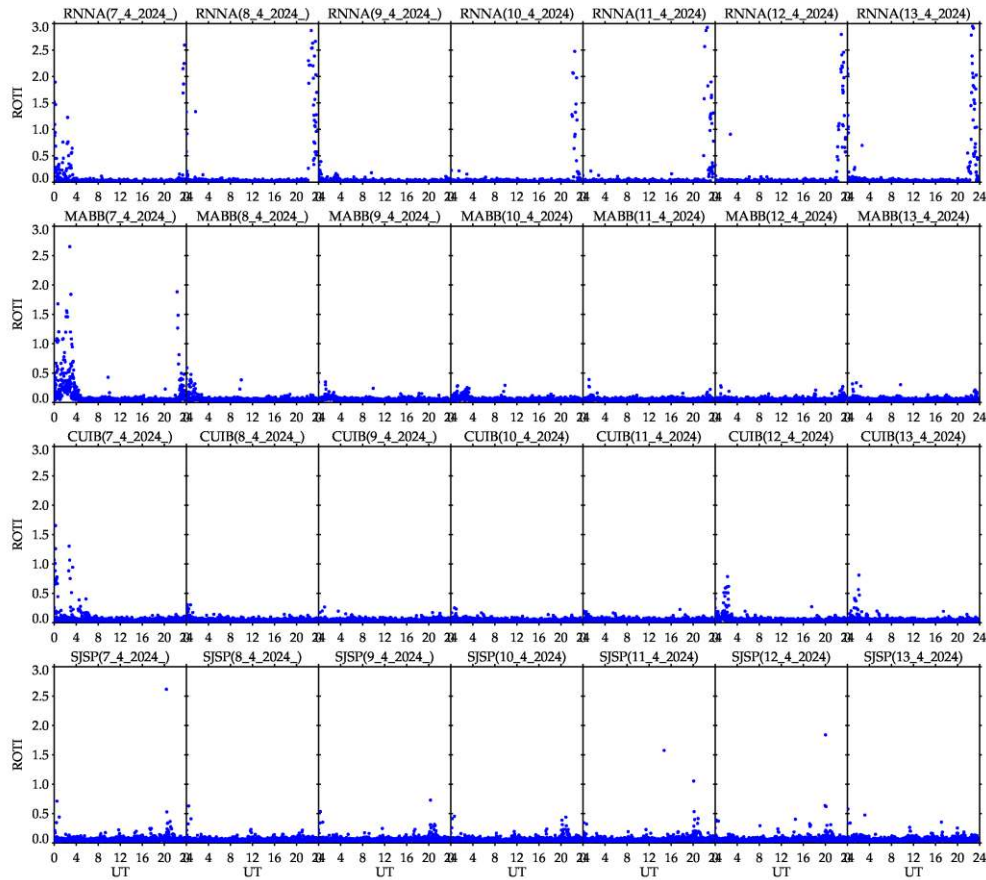 RNNA(7_4_2024_) RNNA(8_4_2024_) RNNA(9_4_2024_) RNNA(10_4_2024) RNNA(11_4_2024) RNNA(12_4_2024) RNNA(13_4_2024)
3.0
2.5
2.0
1.5
1.0
0.5
0.0
ROTI
0 4 8 12 16 20 24 4 8 12 16 20 24 4 8 12 16 20 24 4 8 12 16 20 24 4 8 12 16 20 24 4 8 12 16 20 24 4 8 12 16 20 24
MABB(7_4_2024_) MABB(8_4_2024_) MABB(9_4_2024_) MABB(10_4_2024) MABB(11_4_2024) MABB(12_4_2024) MABB(13_4_2024)
3.0
2.5
2.0
1.5
1.0
0.5
0.0
ROTI
0 4 8 12 16 20 24 4 8 12 16 20 24 4 8 12 16 20 24 4 8 12 16 20 24 4 8 12 16 20 24 4 8 12 16 20 24 4 8 12 16 20 24
CUIB(7_4_2024_) CUIB(8_4_2024_) CUIB(9_4_2024_) CUIB(10_4_2024) CUIB(11_4_2024) CUIB(12_4_2024) CUIB(13_4_2024)
3.0
2.5
2.0
1.5
1.0
0.5
0.0
ROTI
0 4 8 12 16 20 24 4 8 12 16 20 24 4 8 12 16 20 24 4 8 12 16 20 24 4 8 12 16 20 24 4 8 12 16 20 24 4 8 12 16 20 24
SJSP(7_4_2024_) SJSP(8_4_2024_) SJSP(9_4_2024_) SJSP(10_4_2024) SJSP(11_4_2024) SJSP(12_4_2024) SJSP(13_4_2024)
3.0
2.5
2.0
1.5
1.0
0.5
0.0
ROTI
0 4 8 12 16 20 24 4 8 12 16 20 24 4 8 12 16 20 24 4 8 12 16 20 24 4 8 12 16 20 24 4 8 12 16 20 24 4 8 12 16 20 24
UT UT UT UT UT UT UT